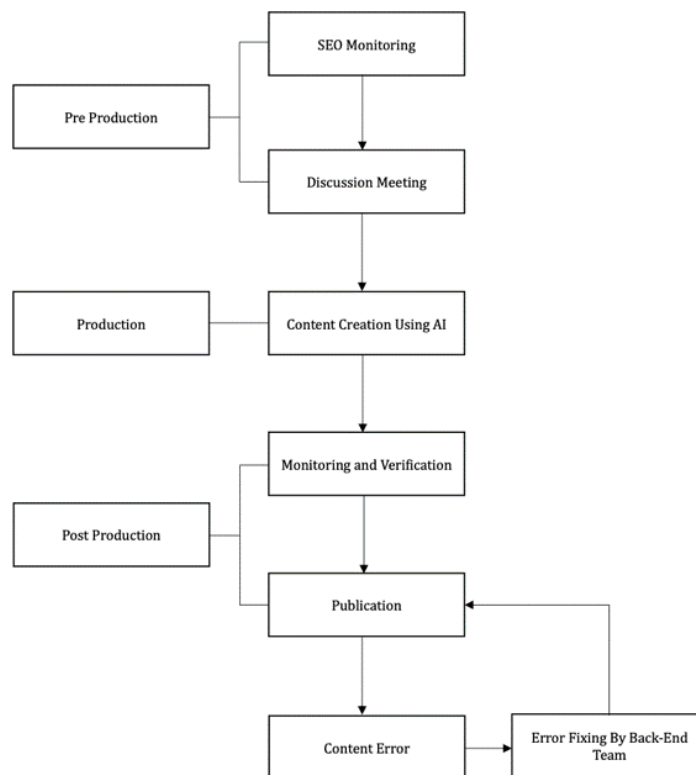 SEO Monitoring
Pre Production
Discussion Meeting
Production
Content Creation Using AI
Monitoring and Verification
Post Production
Publication
Content Error
Error Fixing By Back-End
Team